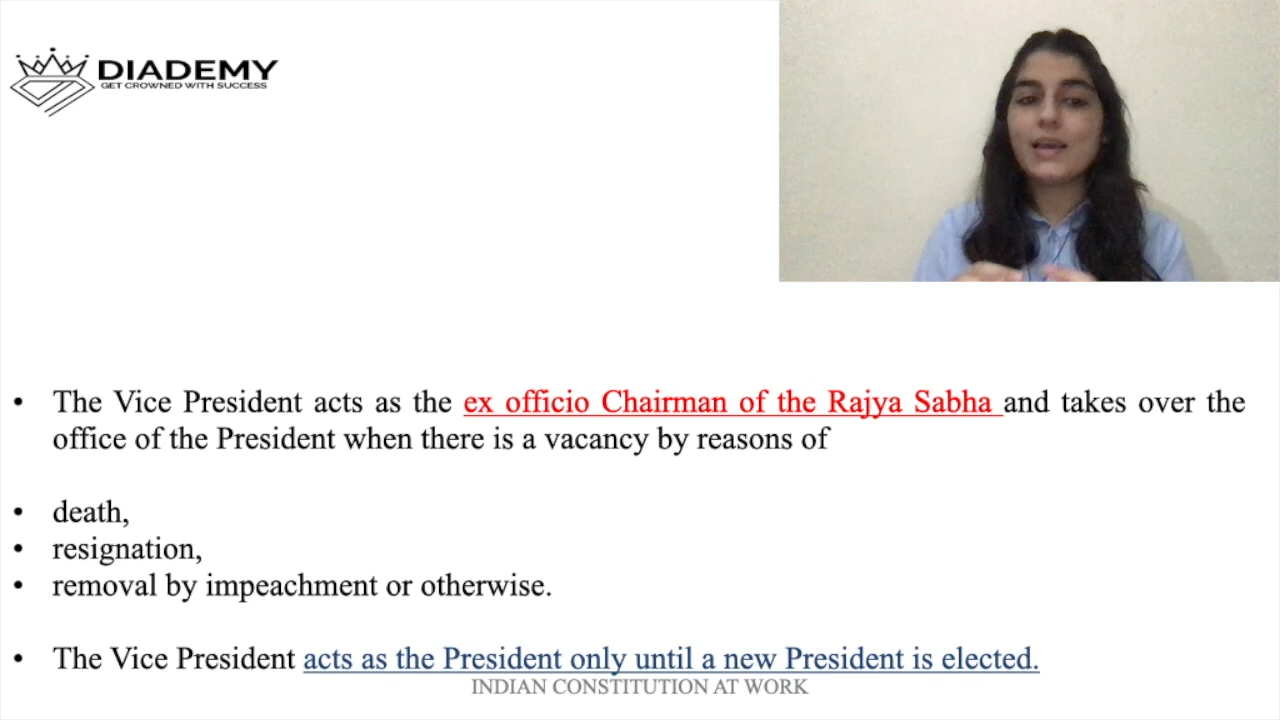 DIADEMY
GET CROWNED WITH SUCCESS
• The Vice President acts as the ex officio Chairman of the Rajya Sabha and takes over the
office of the President when there is a vacancy by reasons of
• death,
• resignation,
• removal by impeachment or otherwise.
• The Vice President acts as the President only until a new President is elected.
INDIAN CONSTITUTION AT WORK